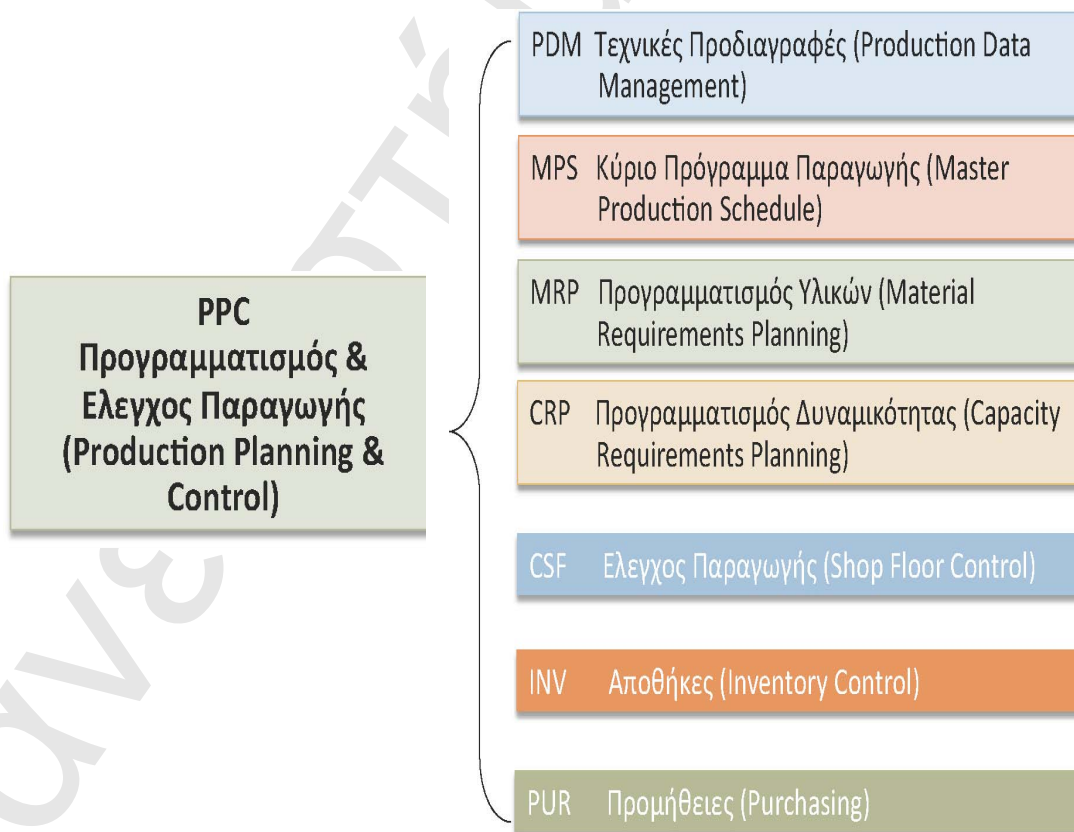 PPC
Προγραμματισμός &
Ελεγχος Παραγωγής
(Production Planning &
Control)
PDM Τεχνικές Προδιαγραφές (Production Data
Management)
MPS Κύριο Πρόγραμμα Παραγωγής (Master
Production Schedule)
MRP Προγραμματισμός Υλικών (Material
Requirements Planning)
CRP Προγραμματισμός Δυναμικότητας (Capacity
Requirements Planning)
CSF Ελεγχος Παραγωγής (Shop Floor Control)
INV Αποθήκες (Inventory Control)
PUR Προμήθειες (Purchasing)